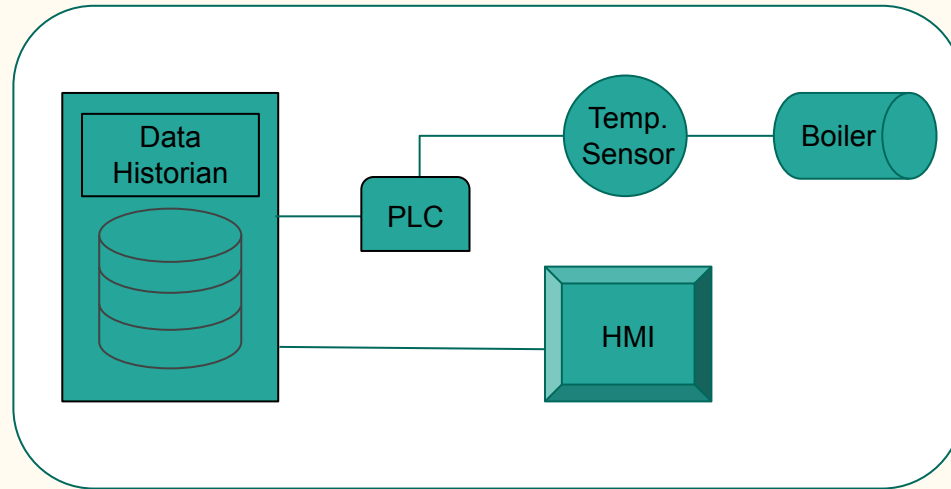 Data
Historian
PLC
Temp.
Sensor
Boiler
HMI